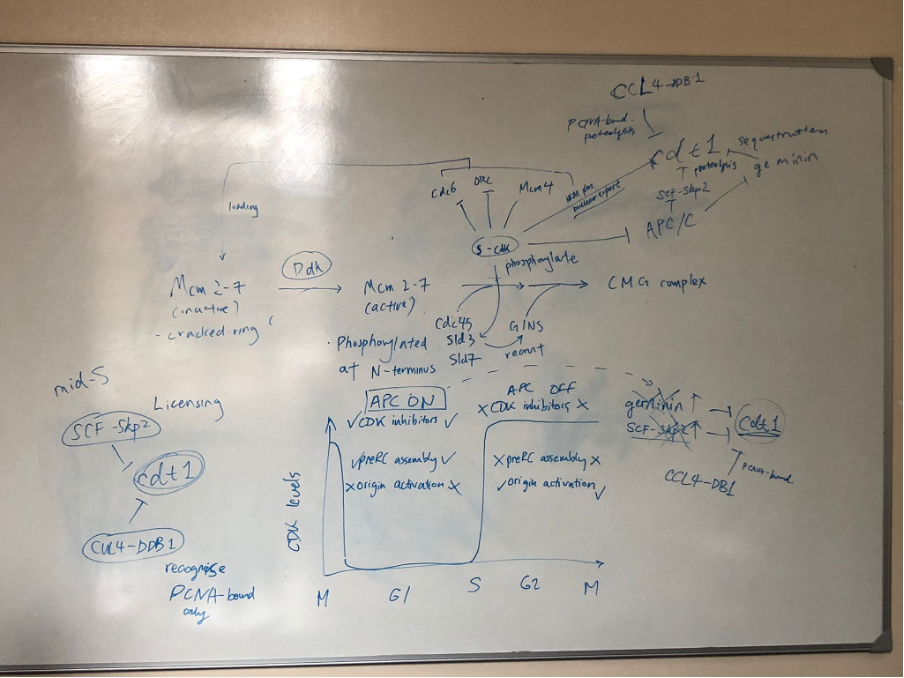 CCL4-DB1
PCNA-bound
proteolysis
cdt1
sequestration
geminin
proteolysis
SCF-Skp2
APC/C
Cdc6
ORC
Mcm4
nuclear export
loading
S-CDK
phosphorylate
Mcm 2-7
(inactive)
- cracked ring
Ddk
Mcm 2-7
(active)
· Phosphorylated
at N-terminus
Cdc45
Sld3
Sld7
GINS
recruit
CMG complex
mid-S
Licensing
SCF-Skp2
cdt1
CUL4-DDB1
recognise
PCNA-bound
only
APC ON
✓CDK inhibitors✓
✓preRC assembly✓
×origin activation×
APC OFF
×CDK inhibitors×
×preRC assembly×
✓origin activation✓
CDK levels
M G1 S G2 M
geminin↑
SCF-Skp2↑
cdt1
CCL4-DB1
PCNA-bound